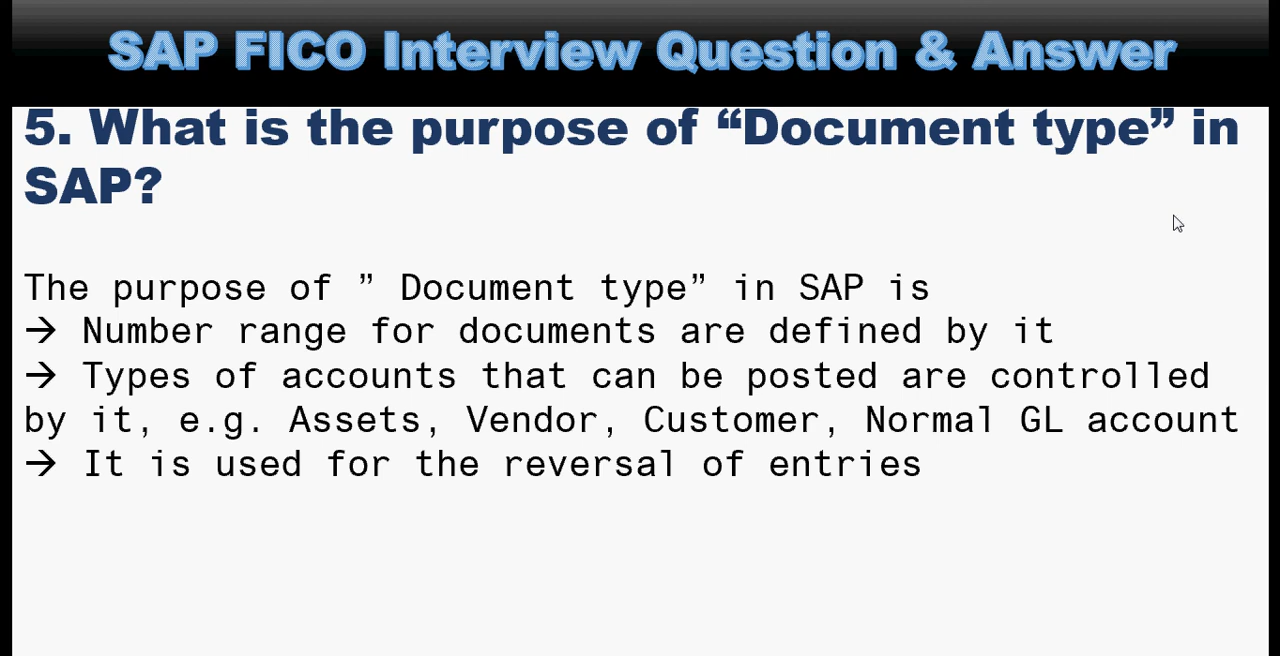 SAP FICO Interview Question & Answer
5. What is the purpose of “Document type” in
SAP?
The purpose of ” Document type” in SAP is
→ Number range for documents are defined by it
→ Types of accounts that can be posted are controlled
by it, e.g. Assets, Vendor, Customer, Normal GL account
→ It is used for the reversal of entries